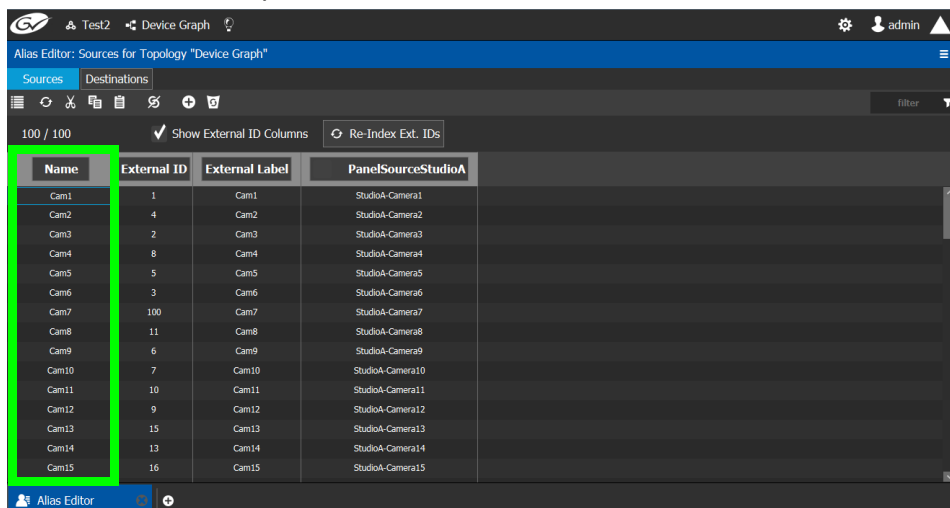 GV Test2 Device Graph admin
Alias Editor: Sources for Topology "Device Graph"
Sources Destinations
filter
100 / 100 Show External ID Columns Re-Index Ext. IDs
Name External ID External Label PanelSourceStudioA
Cam1 1 Cam1 StudioA-Camera1
Cam2 4 Cam2 StudioA-Camera2
Cam3 2 Cam3 StudioA-Camera3
Cam4 8 Cam4 StudioA-Camera4
Cam5 5 Cam5 StudioA-Camera5
Cam6 3 Cam6 StudioA-Camera6
Cam7 100 Cam7 StudioA-Camera7
Cam8 11 Cam8 StudioA-Camera8
Cam9 6 Cam9 StudioA-Camera9
Cam10 7 Cam10 StudioA-Camera10
Cam11 10 Cam11 StudioA-Camera11
Cam12 9 Cam12 StudioA-Camera12
Cam13 15 Cam13 StudioA-Camera13
Cam14 13 Cam14 StudioA-Camera14
Cam15 16 Cam15 StudioA-Camera15
Alias Editor